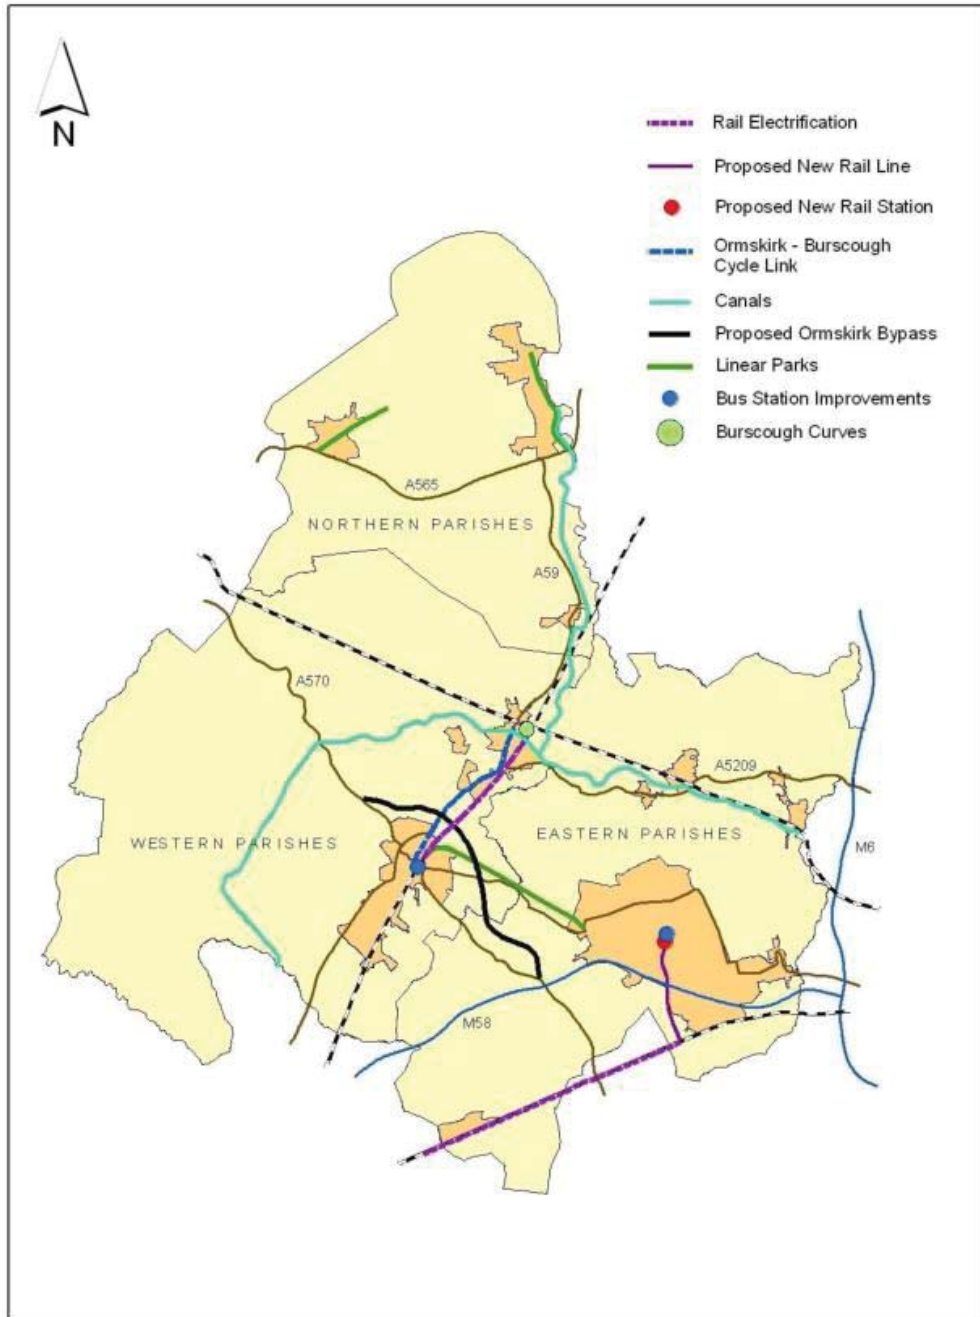 N
Rail Electrification
Proposed New Rail Line
Proposed New Rail Station
Ormskirk - Burscough
Cycle Link
Canals
Proposed Ormskirk Bypass
Linear Parks
Bus Station Improvements
Burscough Curves
A565
NORTHERN PARISHES
A59
A570
A5209
WESTERN PARISHES
EASTERN PARISHES
M6
M58